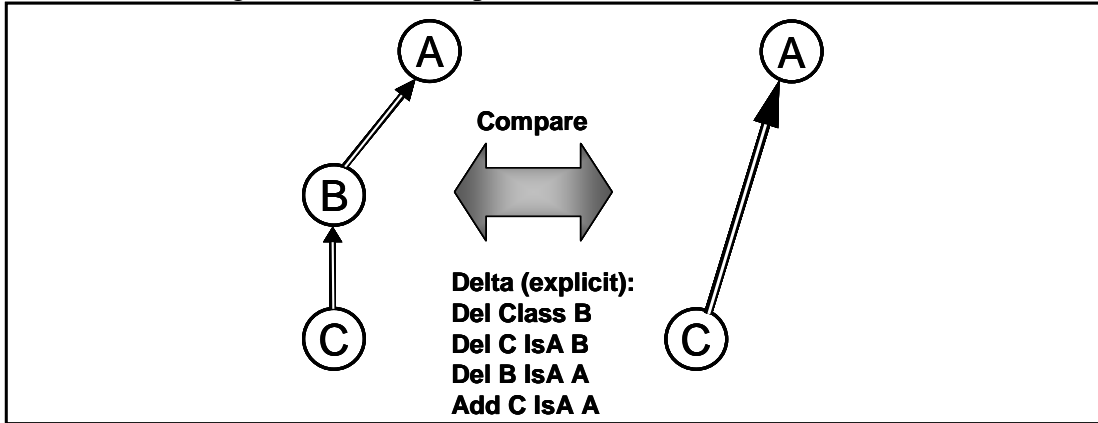 A
B
C
Compare
Delta (explicit):
Del Class B
Del C IsA B
Del B IsA A
Add C IsA A
A
C